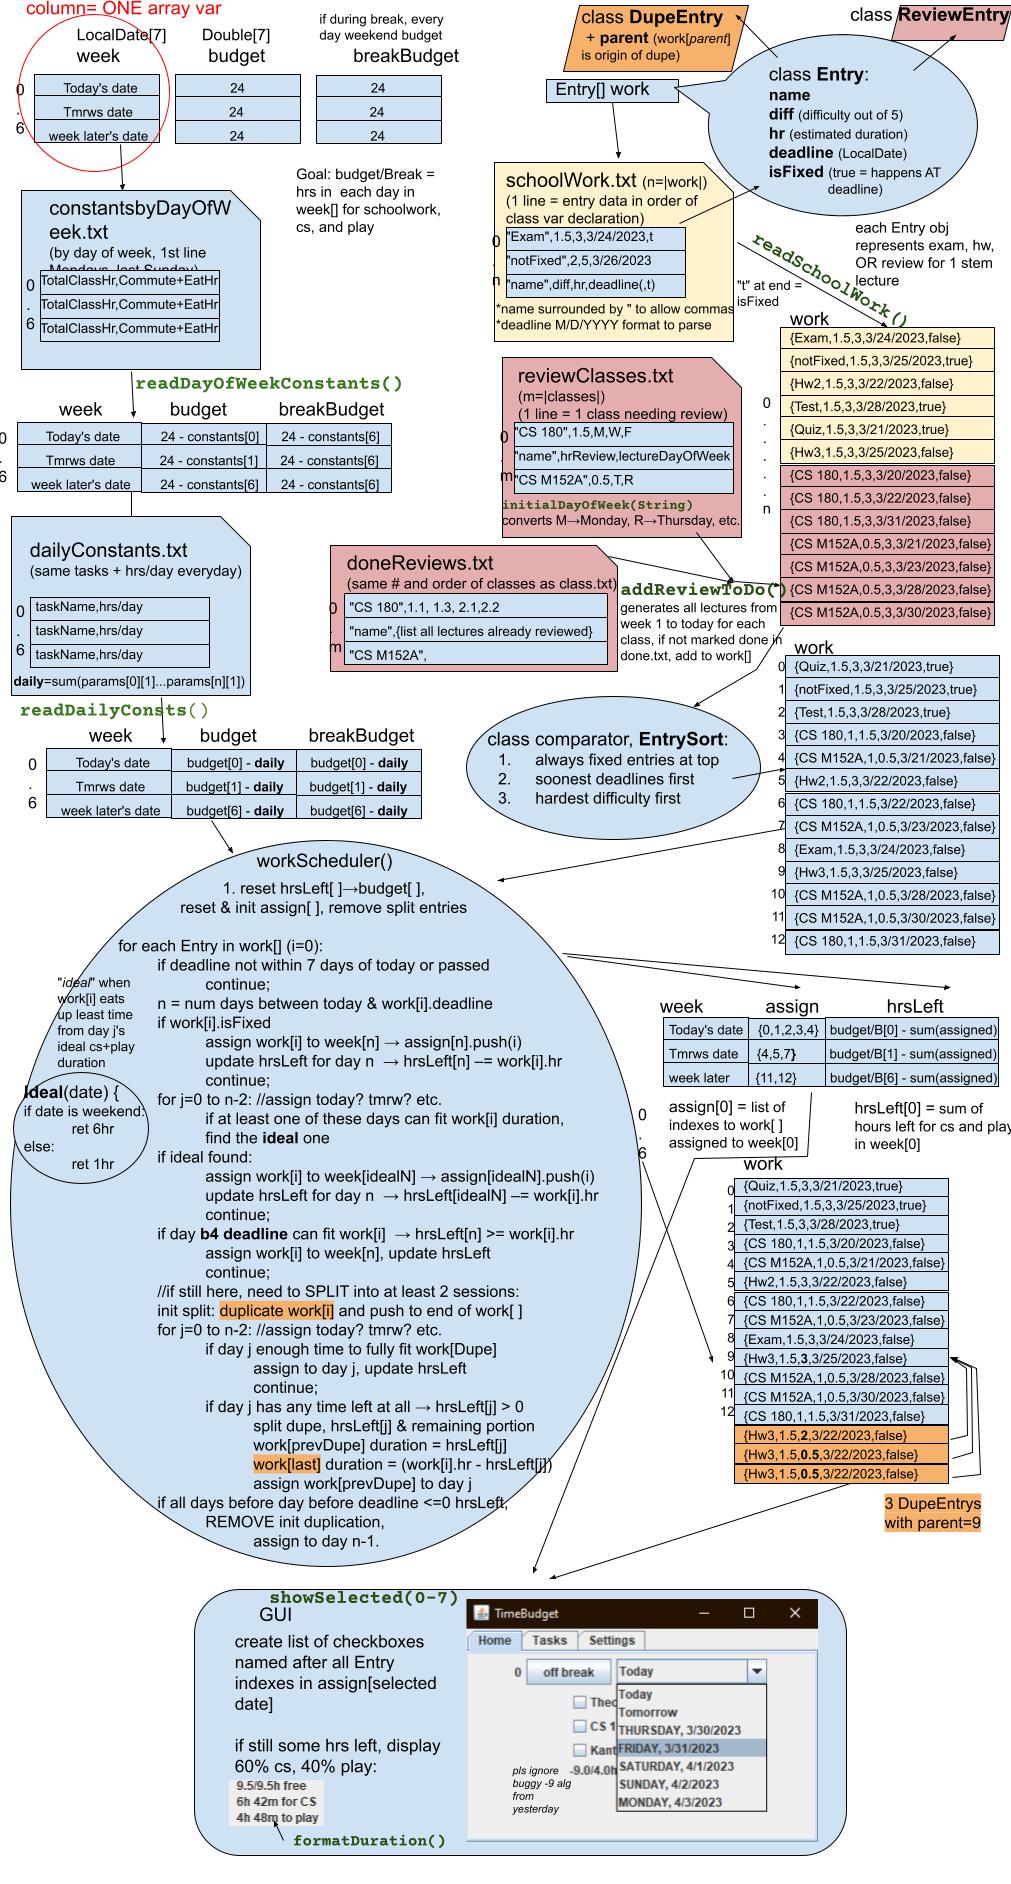 column= ONE array var
LocalDate[7]
week
Double[7]
budget
if during break, every
day weekend budget
breakBudget
0
.
6
Today's date
24
24
Tmrws date
24
24
week later's date
24
24
Goal: budget/Break =
hrs in each day in
week[] for schoolwork,
cs, and play
constantsbyDayOfW
eek.txt
(by day of week, 1st line
Mondays, last Sunday)
0
.
6
TotalClassHr,Commute+EatHr
TotalClassHr,Commute+EatHr
TotalClassHr,Commute+EatHr
readDayOfWeekConstants()
week
budget
breakBudget
0
.
6
Today's date
24 - constants[0]
24 - constants[6]
Tmrws date
24 - constants[1]
24 - constants[6]
week later's date
24 - constants[6]
24 - constants[6]
dailyConstants.txt
(same tasks + hrs/day everyday)
0
.
6
taskName,hrs/day
taskName,hrs/day
taskName,hrs/day
daily=sum(params[0][1]...params[n][1])
readDailyConsts()
week
budget
breakBudget
0
.
6
Today's date
budget[0] - daily
budget[0] - daily
Tmrws date
budget[1] - daily
budget[1] - daily
week later's date
budget[6] - daily
budget[6] - daily
class DupeEntry
+ parent (work[parent]
is origin of dupe)
class ReviewEntry
Entry[] work
class Entry:
name
diff (difficulty out of 5)
hr (estimated duration)
deadline (LocalDate)
isFixed (true = happens AT
deadline)
each Entry obj
represents exam, hw,
OR review for 1 stem
lecture
schoolWork.txt (n=|work|)
(1 line = entry data in order of
class var declaration)
0
.
n
"Exam",1.5,3,3/24/2023,t
"notFixed",2,5,3/26/2023
"name",diff,hr,deadline(,t)
*name surrounded by " to allow commas
*deadline M/D/YYYY format to parse
"t" at end =
isFixed
readSchoolWork()
reviewClasses.txt
(m=|classes|)
(1 line = 1 class needing review)
0
.
m
"CS 180",1.5,M,W,F
"name",hrReview,lectureDayOfWeek
"CS M152A",0.5,T,R
initialDayOfWeek(String)
converts M→Monday, R→Thursday, etc.
doneReviews.txt
(same # and order of classes as class.txt)
0
.
m
"CS 180",1.1, 1.3, 2.1,2.2
"name",{list all lectures already reviewed}
"CS M152A",
addReviewToDo()
generates all lectures from
week 1 to today for each
class, if not marked done in
done.txt, add to work[]
work
0
.
.
.
.
n
{Exam,1.5,3,3/24/2023,false}
{notFixed,1.5,3,3/25/2023,true}
{Hw2,1.5,3,3/22/2023,false}
{Test,1.5,3,3/28/2023,true}
{Quiz,1.5,3,3/21/2023,true}
{Hw3,1.5,3,3/25/2023,false}
{CS 180,1.5,3,3/20/2023,false}
{CS 180,1.5,3,3/22/2023,false}
{CS 180,1.5,3,3/31/2023,false}
{CS M152A,0.5,3,3/21/2023,false}
{CS M152A,0.5,3,3/23/2023,false}
{CS M152A,0.5,3,3/28/2023,false}
{CS M152A,0.5,3,3/30/2023,false}
class comparator, EntrySort:
1. always fixed entries at top
2. soonest deadlines first
3. hardest difficulty first
work
0 {Quiz,1.5,3,3/21/2023,true}
1 {notFixed,1.5,3,3/25/2023,true}
2 {Test,1.5,3,3/28/2023,true}
3 {CS 180,1,1.5,3/20/2023,false}
4 {CS M152A,1,0.5,3/21/2023,false}
5 {Hw2,1.5,3,3/22/2023,false}
6 {CS 180,1,1.5,3/22/2023,false}
7 {CS M152A,1,0.5,3/23/2023,false}
8 {Exam,1.5,3,3/24/2023,false}
9 {Hw3,1.5,3,3/25/2023,false}
10 {CS M152A,1,0.5,3/28/2023,false}
11 {CS M152A,1,0.5,3/30/2023,false}
12 {CS 180,1,1.5,3/31/2023,false}
workScheduler()
1. reset hrsLeft[ ]→budget[ ],
reset & init assign[ ], remove split entries
for each Entry in work[] (i=0):
if deadline not within 7 days of today or passed
continue;
n = num days between today & work[i].deadline
if work[i].isFixed
assign work[i] to week[n] → assign[n].push(i)
update hrsLeft for day n → hrsLeft[n] −= work[i].hr
continue;
for j=0 to n-2: //assign today? tmrw? etc.
if at least one of these days can fit work[i] duration,
find the ideal one
if ideal found:
assign work[i] to week[idealN] → assign[idealN].push(i)
update hrsLeft for day n → hrsLeft[idealN] −= work[i].hr
continue;
if day b4 deadline can fit work[i] → hrsLeft[n] >= work[i].hr
assign work[i] to week[n], update hrsLeft
continue;
//if still here, need to SPLIT into at least 2 sessions:
init split: duplicate work[i] and push to end of work[ ]
for j=0 to n-2: //assign today? tmrw? etc.
if day j enough time to fully fit work[Dupe]
assign to day j, update hrsLeft
continue;
if day j has any time left at all → hrsLeft[j] > 0
split dupe, hrsLeft[j] & remaining portion
work[prevDupe] duration = hrsLeft[j]
work[last] duration = (work[i].hr - hrsLeft[j])
assign work[prevDupe] to day j
if all days before day before deadline <=0 hrsLeft,
REMOVE init duplication,
assign to day n-1.
"ideal" when
work[i] eats
up least time
from day j's
ideal cs+play
duration
Ideal(date) {
if date is weekend:
ret 6hr
else:
ret 1hr
week
assign
hrsLeft
Today's date
{0,1,2,3,4}
budget/B[0] - sum(assigned)
Tmrws date
{4,5,7}
budget/B[1] - sum(assigned)
week later
{11,12}
budget/B[6] - sum(assigned)
0
.
6
assign[0] = list of
indexes to work[ ]
assigned to week[0]
hrsLeft[0] = sum of
hours left for cs and play
in week[0]
work
0 {Quiz,1.5,3,3/21/2023,true}
1 {notFixed,1.5,3,3/25/2023,true}
2 {Test,1.5,3,3/28/2023,true}
3 {CS 180,1,1.5,3/20/2023,false}
4 {CS M152A,1,0.5,3/21/2023,false}
5 {Hw2,1.5,3,3/22/2023,false}
6 {CS 180,1,1.5,3/22/2023,false}
7 {CS M152A,1,0.5,3/23/2023,false}
8 {Exam,1.5,3,3/24/2023,false}
9 {Hw3,1.5,3,3/25/2023,false}
10 {CS M152A,1,0.5,3/28/2023,false}
11 {CS M152A,1,0.5,3/30/2023,false}
12 {CS 180,1,1.5,3/31/2023,false}
{Hw3,1.5,2,3/22/2023,false}
{Hw3,1.5,0.5,3/22/2023,false}
{Hw3,1.5,0.5,3/22/2023,false}
3 DupeEntrys
with parent=9
showSelected(0-7)
GUI
create list of checkboxes
named after all Entry
indexes in assign[selected
date]
if still some hrs left, display
60% cs, 40% play:
9.5/9.5h free
6h 42m for CS
4h 48m to play
formatDuration()
TimeBudget
Home
Tasks
Settings
0
off break
Today
Today
Tomorrow
THURSDAY, 3/30/2023
FRIDAY, 3/31/2023
SATURDAY, 4/1/2023
SUNDAY, 4/2/2023
MONDAY, 4/3/2023
Theo
CS 1
Kant
-9.0/4.0h
pls ignore
buggy -9 alg
from
yesterday